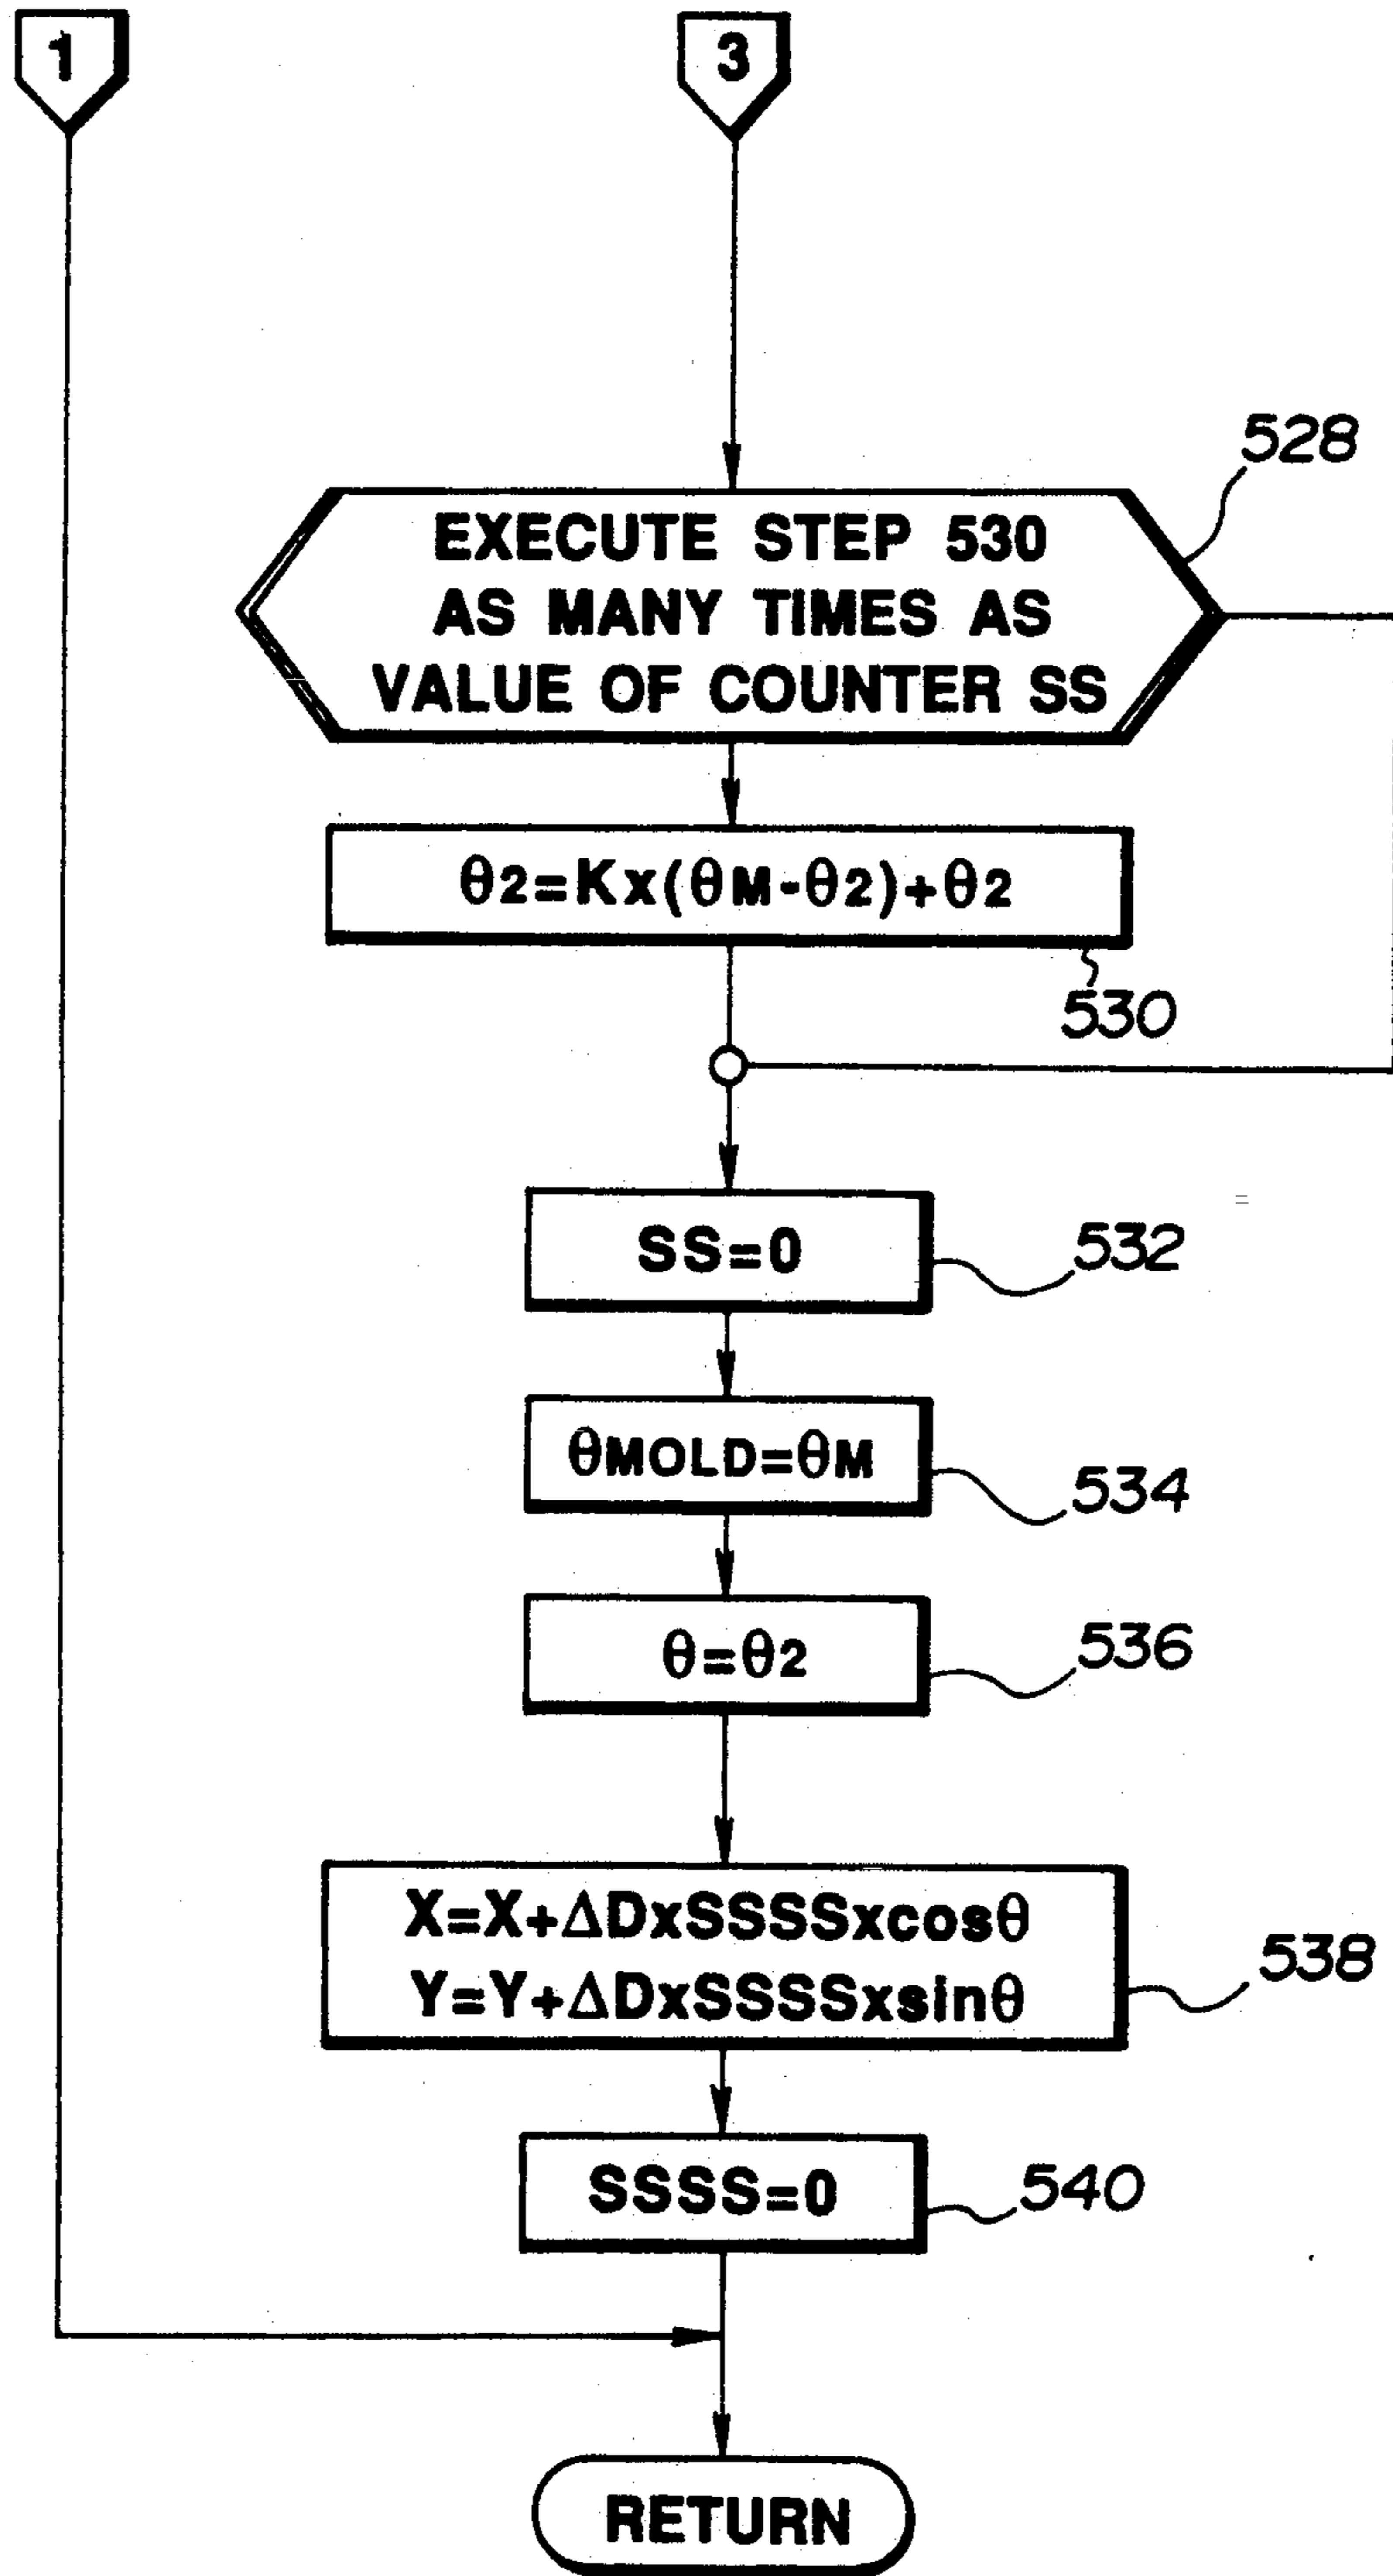 1
3
528
EXECUTE STEP 530
AS MANY TIMES AS
VALUE OF COUNTER SS
θ2=Kx(θM-θ2)+θ2
530
SS=0
532
θMOLD=θM
534
θ=θ2
536
X=X+ΔDxSSSSxcosθ
Y=Y+ΔDxSSSSxsinθ
538
SSSS=0
540
RETURN